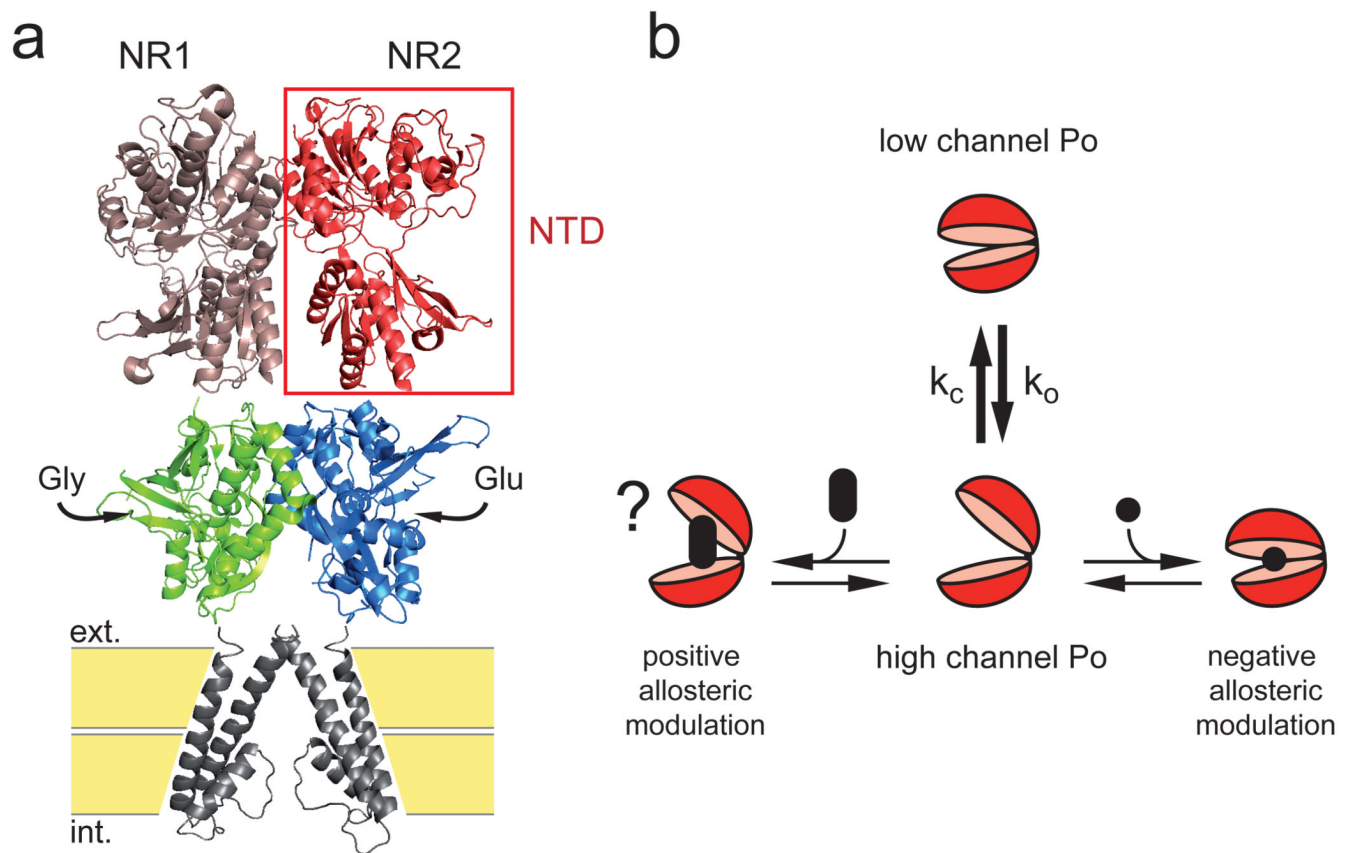 a
NR1
NR2
NTD
Gly
Glu
ext.
int.
b
low channel Po
kc
ko
?
high channel Po
positive
allosteric
modulation
negative
allosteric
modulation